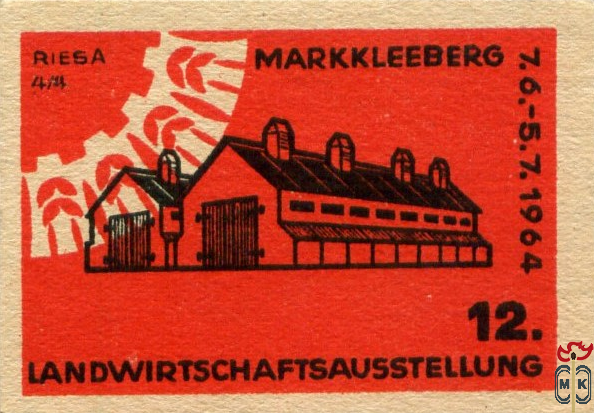 RIESA
4/4
MARKKLEEBERG
7.6.-5.7.1964
12.
LANDWIRTSCHAFTSAUSSTELLUNG
MK